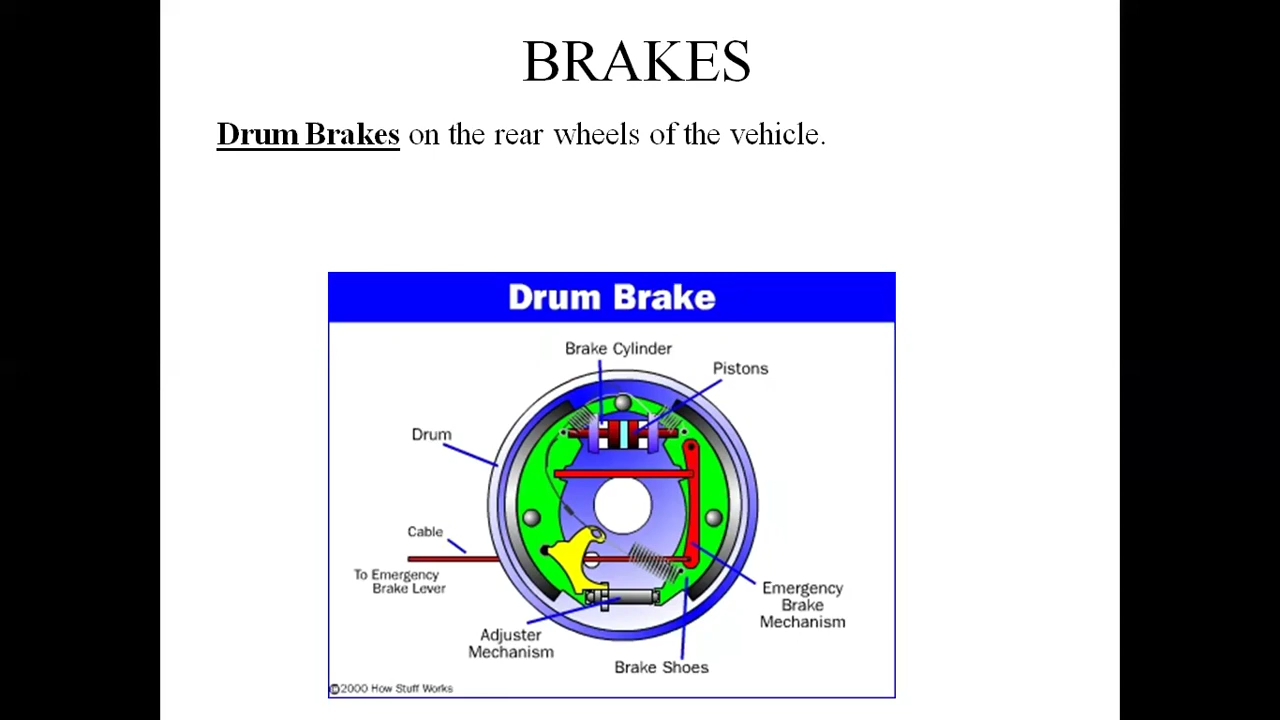 BRAKES
Drum Brakes on the rear wheels of the vehicle.
Drum Brake
Brake Cylinder
Pistons
Drum
Cable
To Emergency
Brake Lever
Emergency
Brake
Mechanism
Adjuster
Mechanism
Brake Shoes
©2000 How Stuff Works